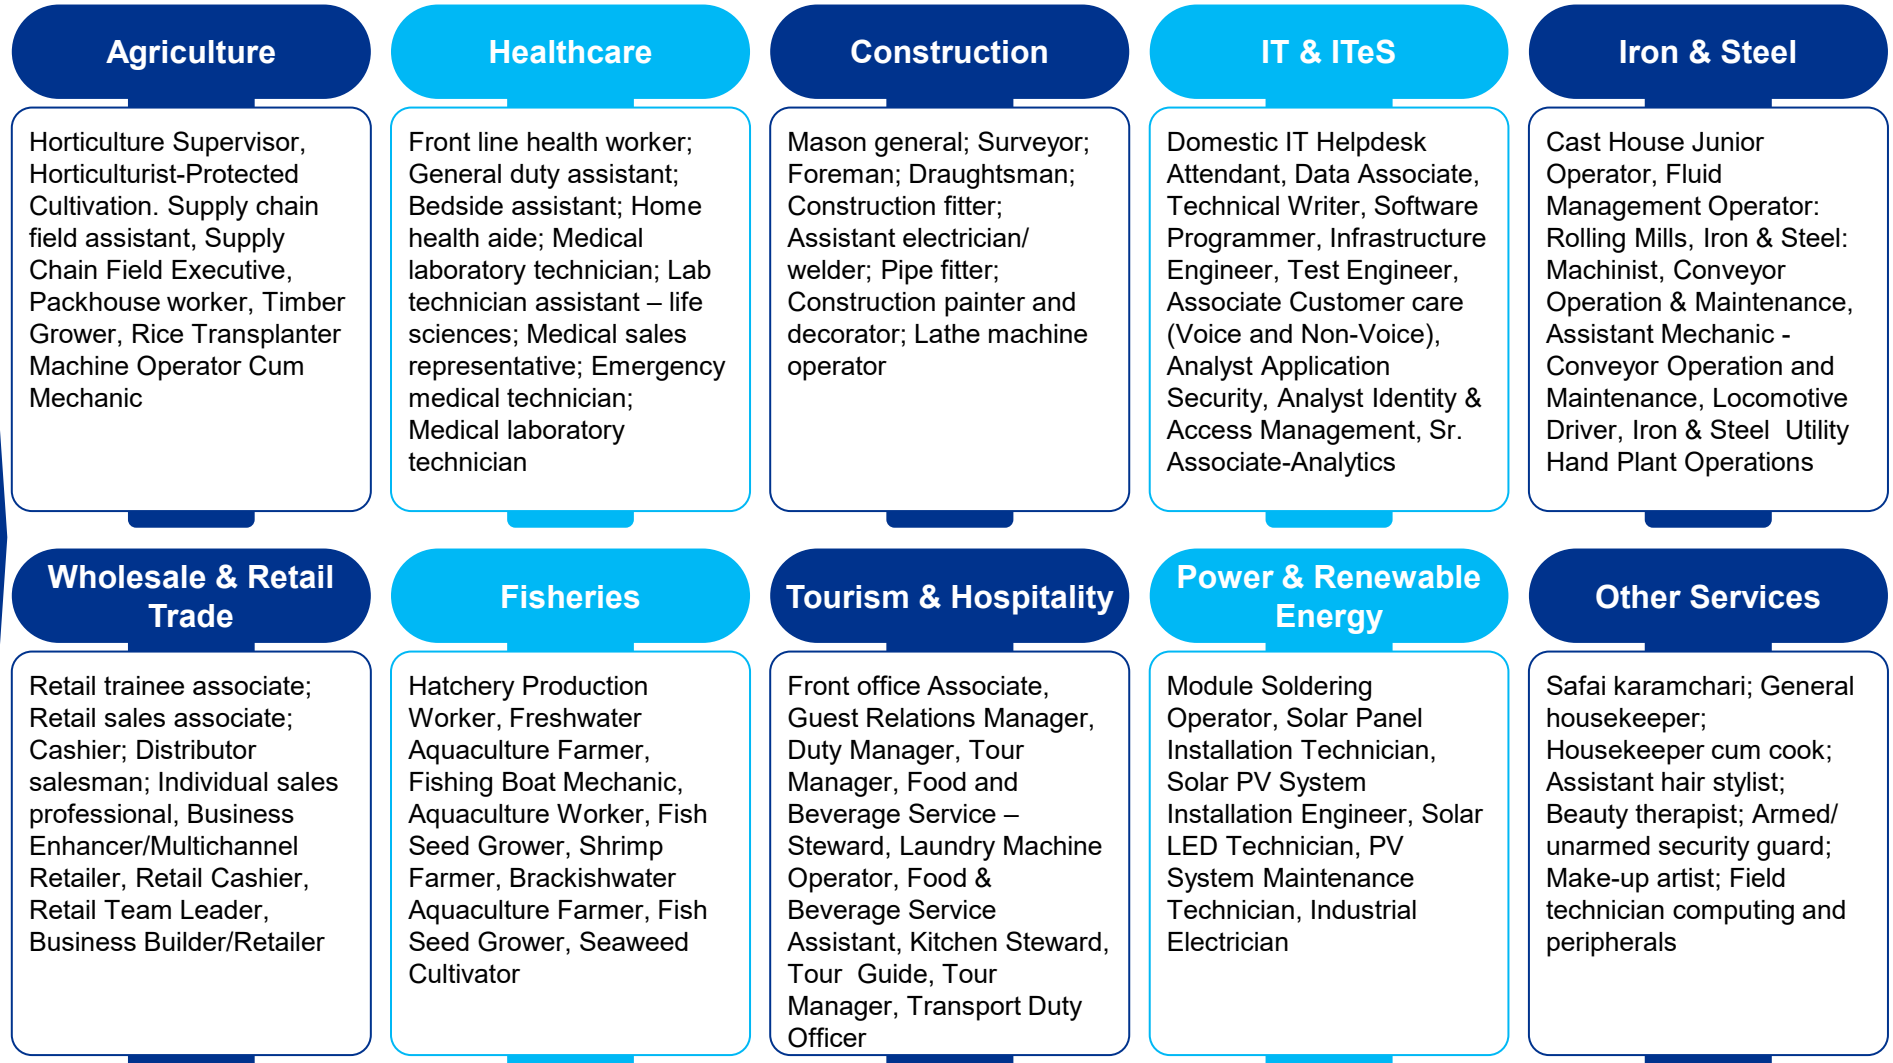 Agriculture
Horticulture Supervisor,
Horticulturist-Protected
Cultivation. Supply chain
field assistant, Supply
Chain Field Executive,
Packhouse worker, Timber
Grower, Rice Transplanter
Machine Operator Cum
Mechanic
Healthcare
Front line health worker;
General duty assistant;
Bedside assistant; Home
health aide; Medical
laboratory technician; Lab
technician assistant – life
sciences; Medical sales
representative; Emergency
medical technician;
Medical laboratory
technician
Construction
Mason general; Surveyor;
Foreman; Draughtsman;
Construction fitter;
Assistant electrician/
welder; Pipe fitter;
Construction painter and
decorator; Lathe machine
operator
IT & ITeS
Domestic IT Helpdesk
Attendant, Data Associate,
Technical Writer, Software
Programmer, Infrastructure
Engineer, Test Engineer,
Associate Customer care
(Voice and Non-Voice),
Analyst Application
Security, Analyst Identity &
Access Management, Sr.
Associate-Analytics
Iron & Steel
Cast House Junior
Operator, Fluid
Management Operator:
Rolling Mills, Iron & Steel:
Machinist, Conveyor
Operation & Maintenance,
Assistant Mechanic -
Conveyor Operation and
Maintenance, Locomotive
Driver, Iron & Steel  Utility
Hand Plant Operations
Wholesale & Retail
Trade
Retail trainee associate;
Retail sales associate;
Cashier; Distributor
salesman; Individual sales
professional, Business
Enhancer/Multichannel
Retailer, Retail Cashier,
Retail Team Leader,
Business Builder/Retailer
Fisheries
Hatchery Production
Worker, Freshwater
Aquaculture Farmer,
Fishing Boat Mechanic,
Aquaculture Worker, Fish
Seed Grower, Shrimp
Farmer, Brackishwater
Aquaculture Farmer, Fish
Seed Grower, Seaweed
Cultivator
Tourism & Hospitality
Front office Associate,
Guest Relations Manager,
Duty Manager, Tour
Manager, Food and
Beverage Service –
Steward, Laundry Machine
Operator, Food &
Beverage Service
Assistant, Kitchen Steward,
Tour  Guide, Tour
Manager, Transport Duty
Officer
Power & Renewable
Energy
Module Soldering
Operator, Solar Panel
Installation Technician,
Solar PV System
Installation Engineer, Solar
LED Technician, PV
System Maintenance
Technician, Industrial
Electrician
Other Services
Safai karamchari; General
housekeeper;
Housekeeper cum cook;
Assistant hair stylist;
Beauty therapist; Armed/
unarmed security guard;
Make-up artist; Field
technician computing and
peripherals